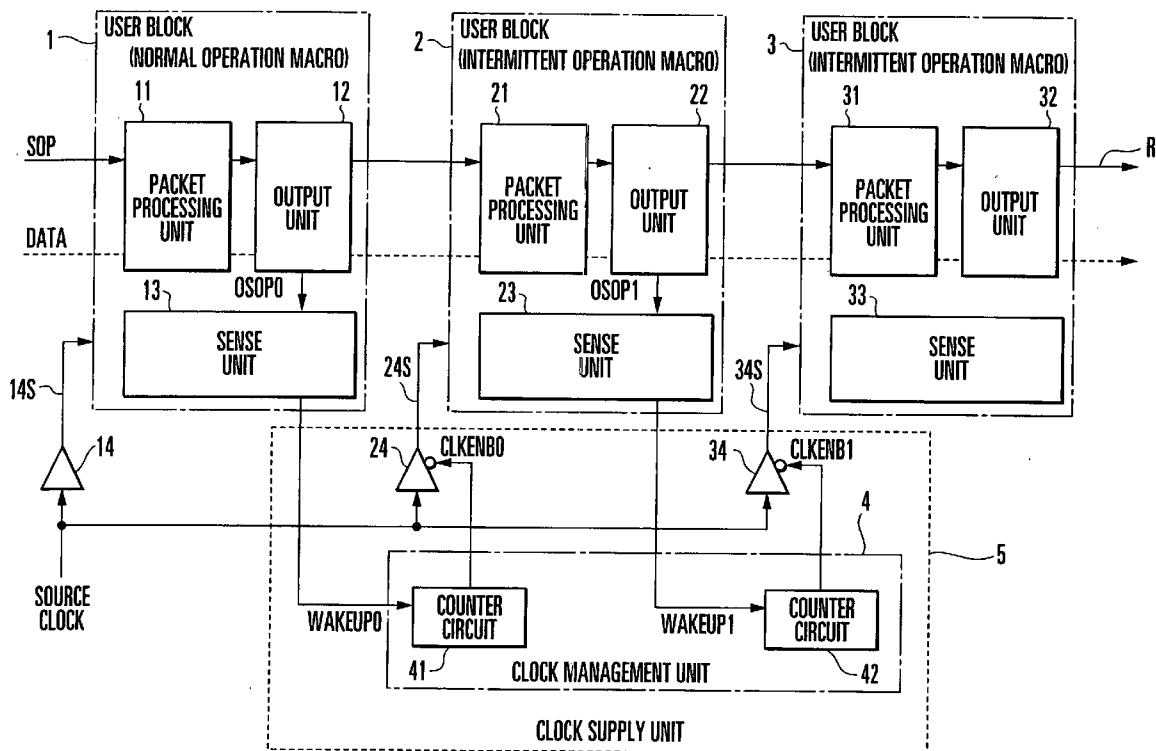 1
USER BLOCK
(NORMAL OPERATION MACRO)
2
USER BLOCK
(INTERMITTENT OPERATION MACRO)
3
USER BLOCK
(INTERMITTENT OPERATION MACRO)
11
12
21
22
31
32
SOP
PACKET
PROCESSING
UNIT
OUTPUT
UNIT
PACKET
PROCESSING
UNIT
OUTPUT
UNIT
PACKET
PROCESSING
UNIT
OUTPUT
UNIT
R
DATA
13
OSOP0
23
OSOP1
33
SENSE
UNIT
SENSE
UNIT
SENSE
UNIT
14S
24S
34S
14
24
CLKENB0
34
CLKENB1
4
5
SOURCE
CLOCK
WAKEUP0
COUNTER
CIRCUIT
WAKEUP1
COUNTER
CIRCUIT
41
CLOCK MANAGEMENT UNIT
42
CLOCK SUPPLY UNIT